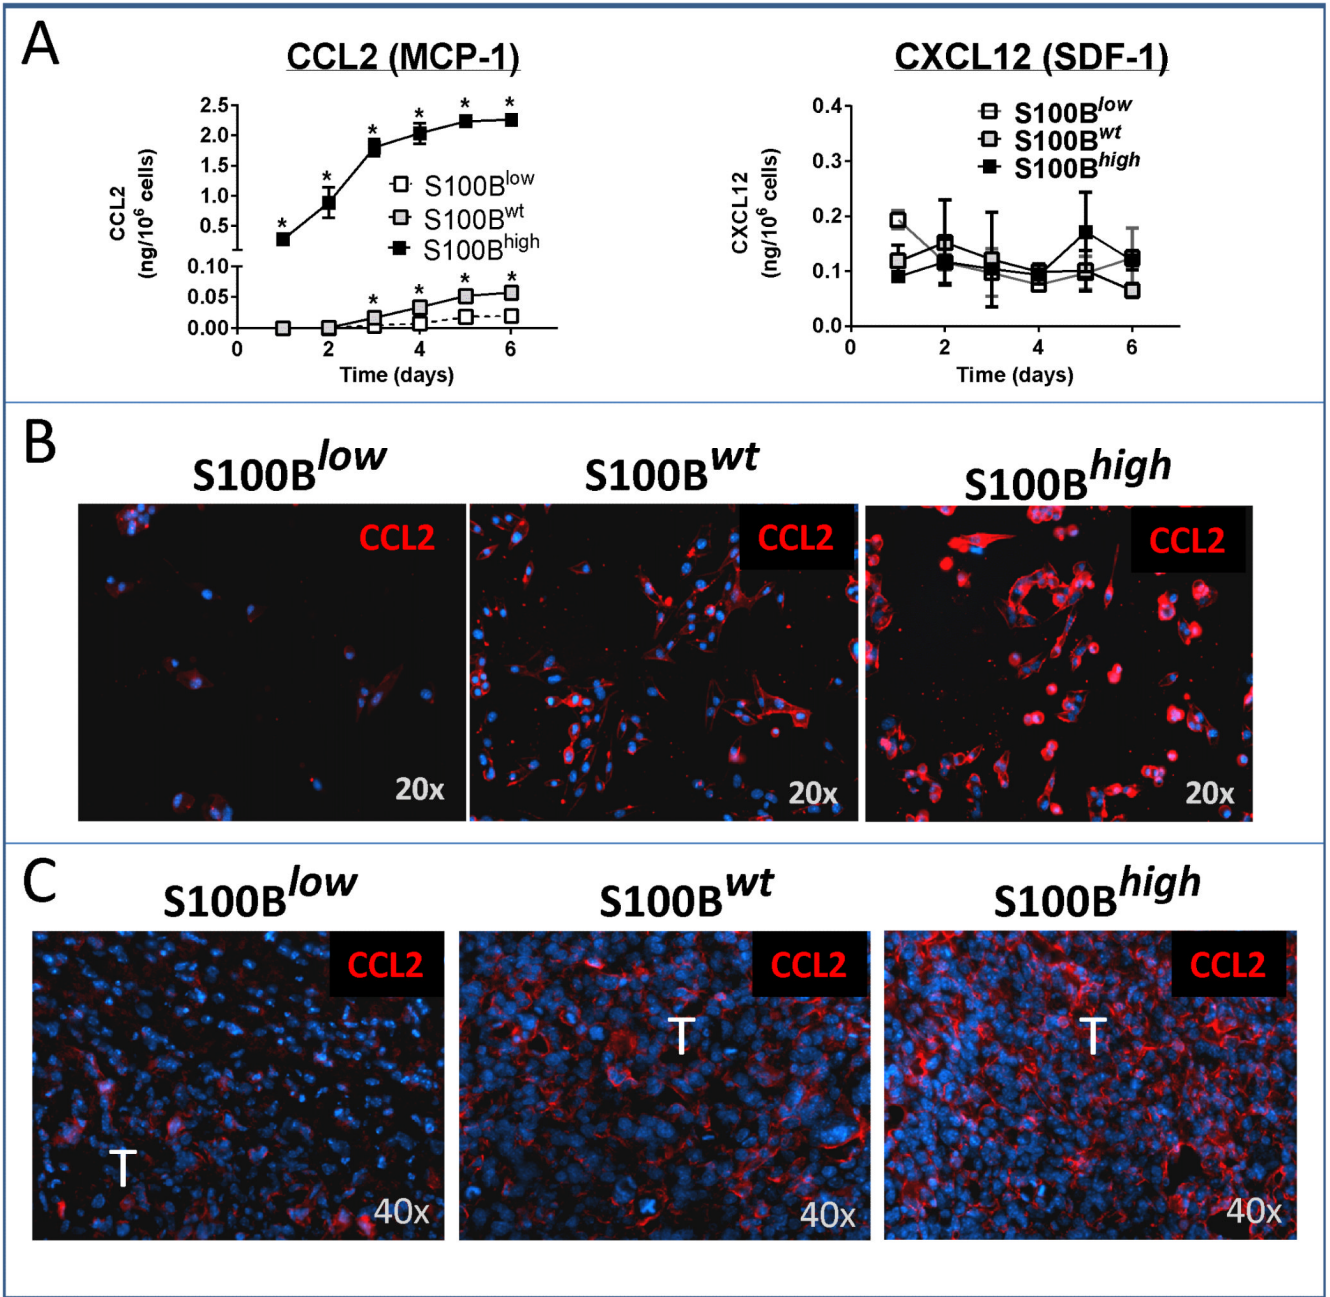 A
CCL2 (MCP-1)
CCL2
(ng/10⁶ cells)
2.5
2.0
1.5
1.0
0.5
0.10
0.05
0.00
* * * * * *
* * * *
S100Blow
S100Bwt
S100Bhigh
0 2 4 6
Time (days)
CXCL12 (SDF-1)
CXCL12
(ng/10⁶ cells)
0.4
0.3
0.2
0.1
0.0
S100Blow
S100Bwt
S100Bhigh
0 2 4 6
Time (days)
B
S100Blow
S100Bwt
S100Bhigh
CCL2
CCL2
CCL2
20x
20x
20x
C
S100Blow
S100Bwt
S100Bhigh
CCL2
CCL2
CCL2
T
T
T
40x
40x
40x